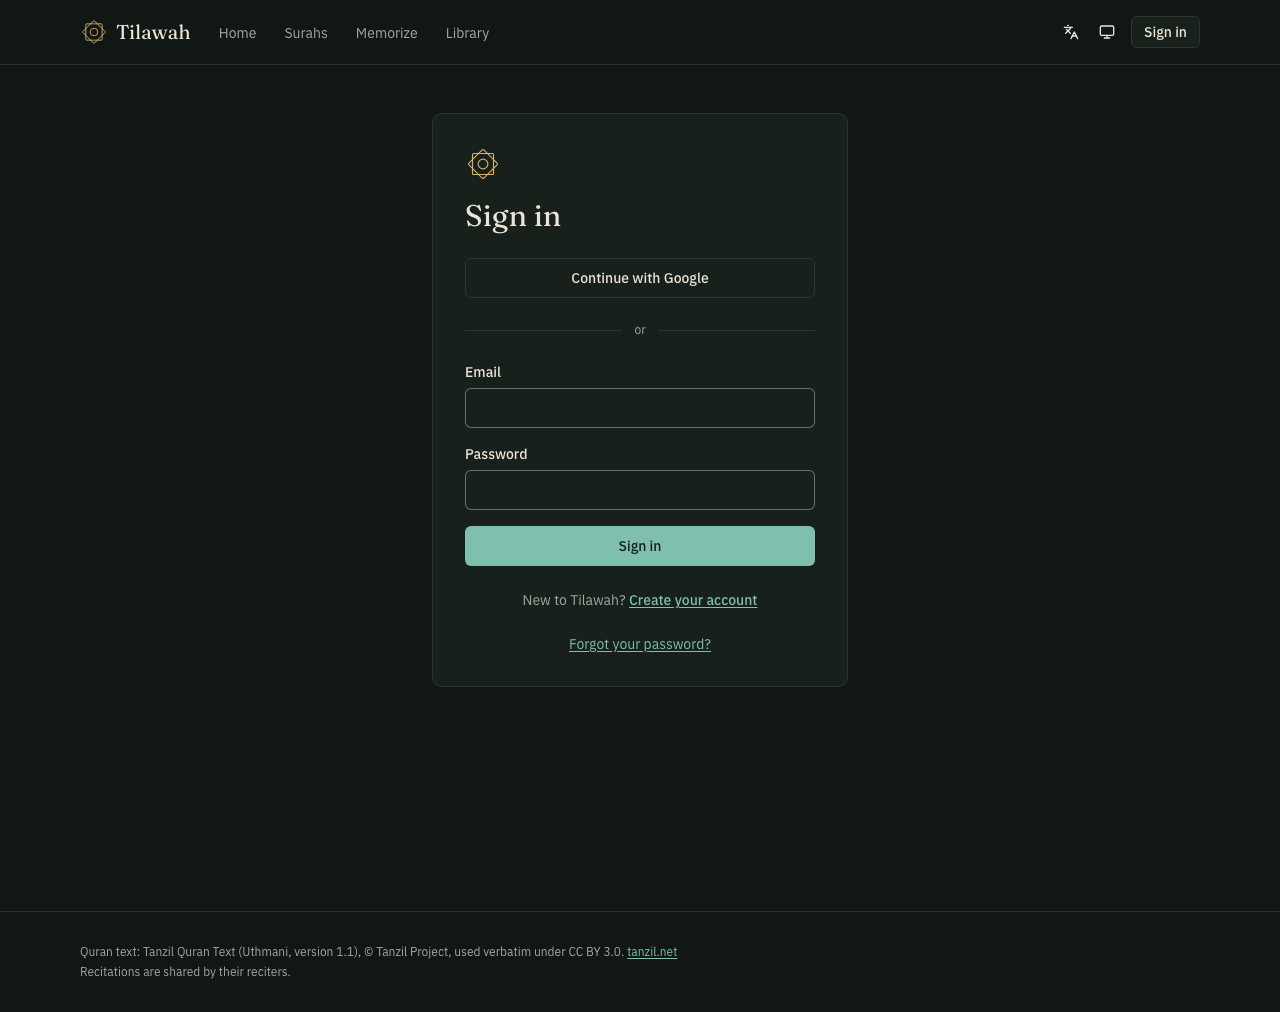 Tilawah Home Surahs Memorize Library Sign in
Sign in
Continue with Google
or
Email
Password
Sign in
New to Tilawah? Create your account
Forgot your password?
Quran text: Tanzil Quran Text (Uthmani, version 1.1), © Tanzil Project, used verbatim under CC BY 3.0. tanzil.net
Recitations are shared by their reciters.